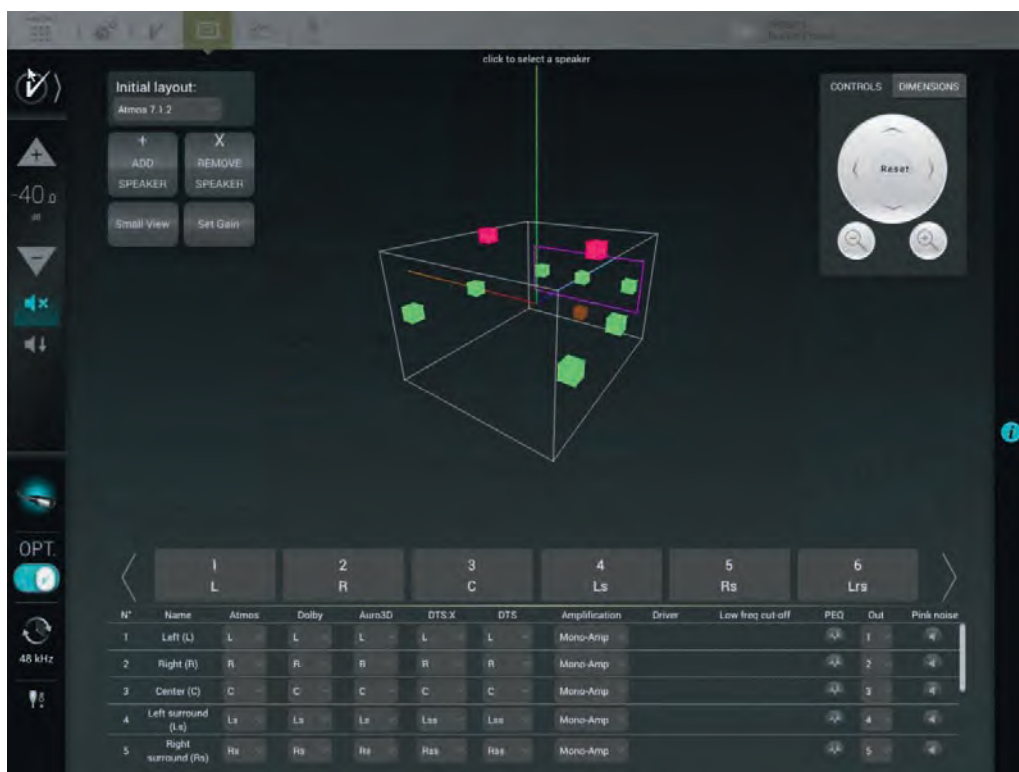 click to select a speaker
Initial layout:
Atmos 7.1.2
+
ADD
SPEAKER
X
REMOVE
SPEAKER
Small View
Set Gain
CONTROLS DIMENSIONS
Reset
+
-40.0
dB
-
OPT.
48 kHz
i
1 2 3 4 5 6
L R C Ls Rs Lrs
N° Name Atmos Dolby Auro3D DTS:X DTS Amplification Driver Low freq cut-off PEQ Out Pink noise
1 Left (L) L L L L L Mono-Amp 1
2 Right (R) R R R R R Mono-Amp 2
3 Center (C) C C C C C Mono-Amp 3
4 Left surround (Ls) Ls Ls Ls Lss Lss Mono-Amp 4
5 Right surround (Rs) Rs Rs Rs Rss Rss Mono-Amp 5